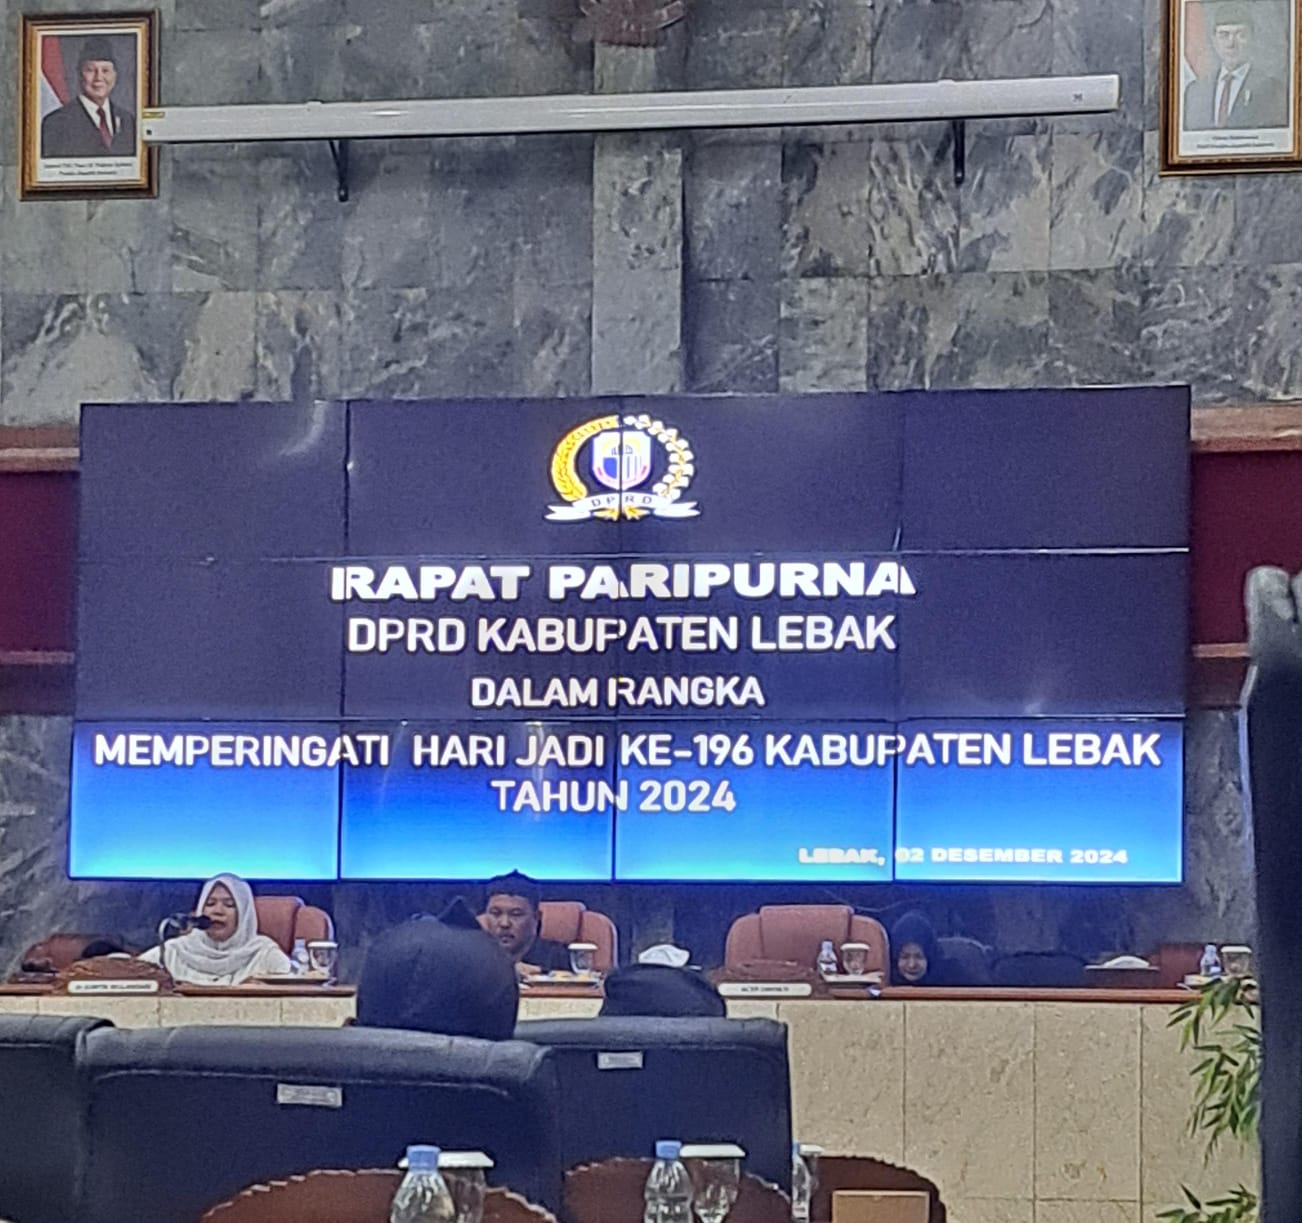 DPRD
RAPAT PARIPURNA
DPRD KABUPATEN LEBAK
DALAM RANGKA
MEMPERINGATI HARI JADI KE-196 KABUPATEN LEBAK
TAHUN 2024
LEBAK, 02 DESEMBER 2024